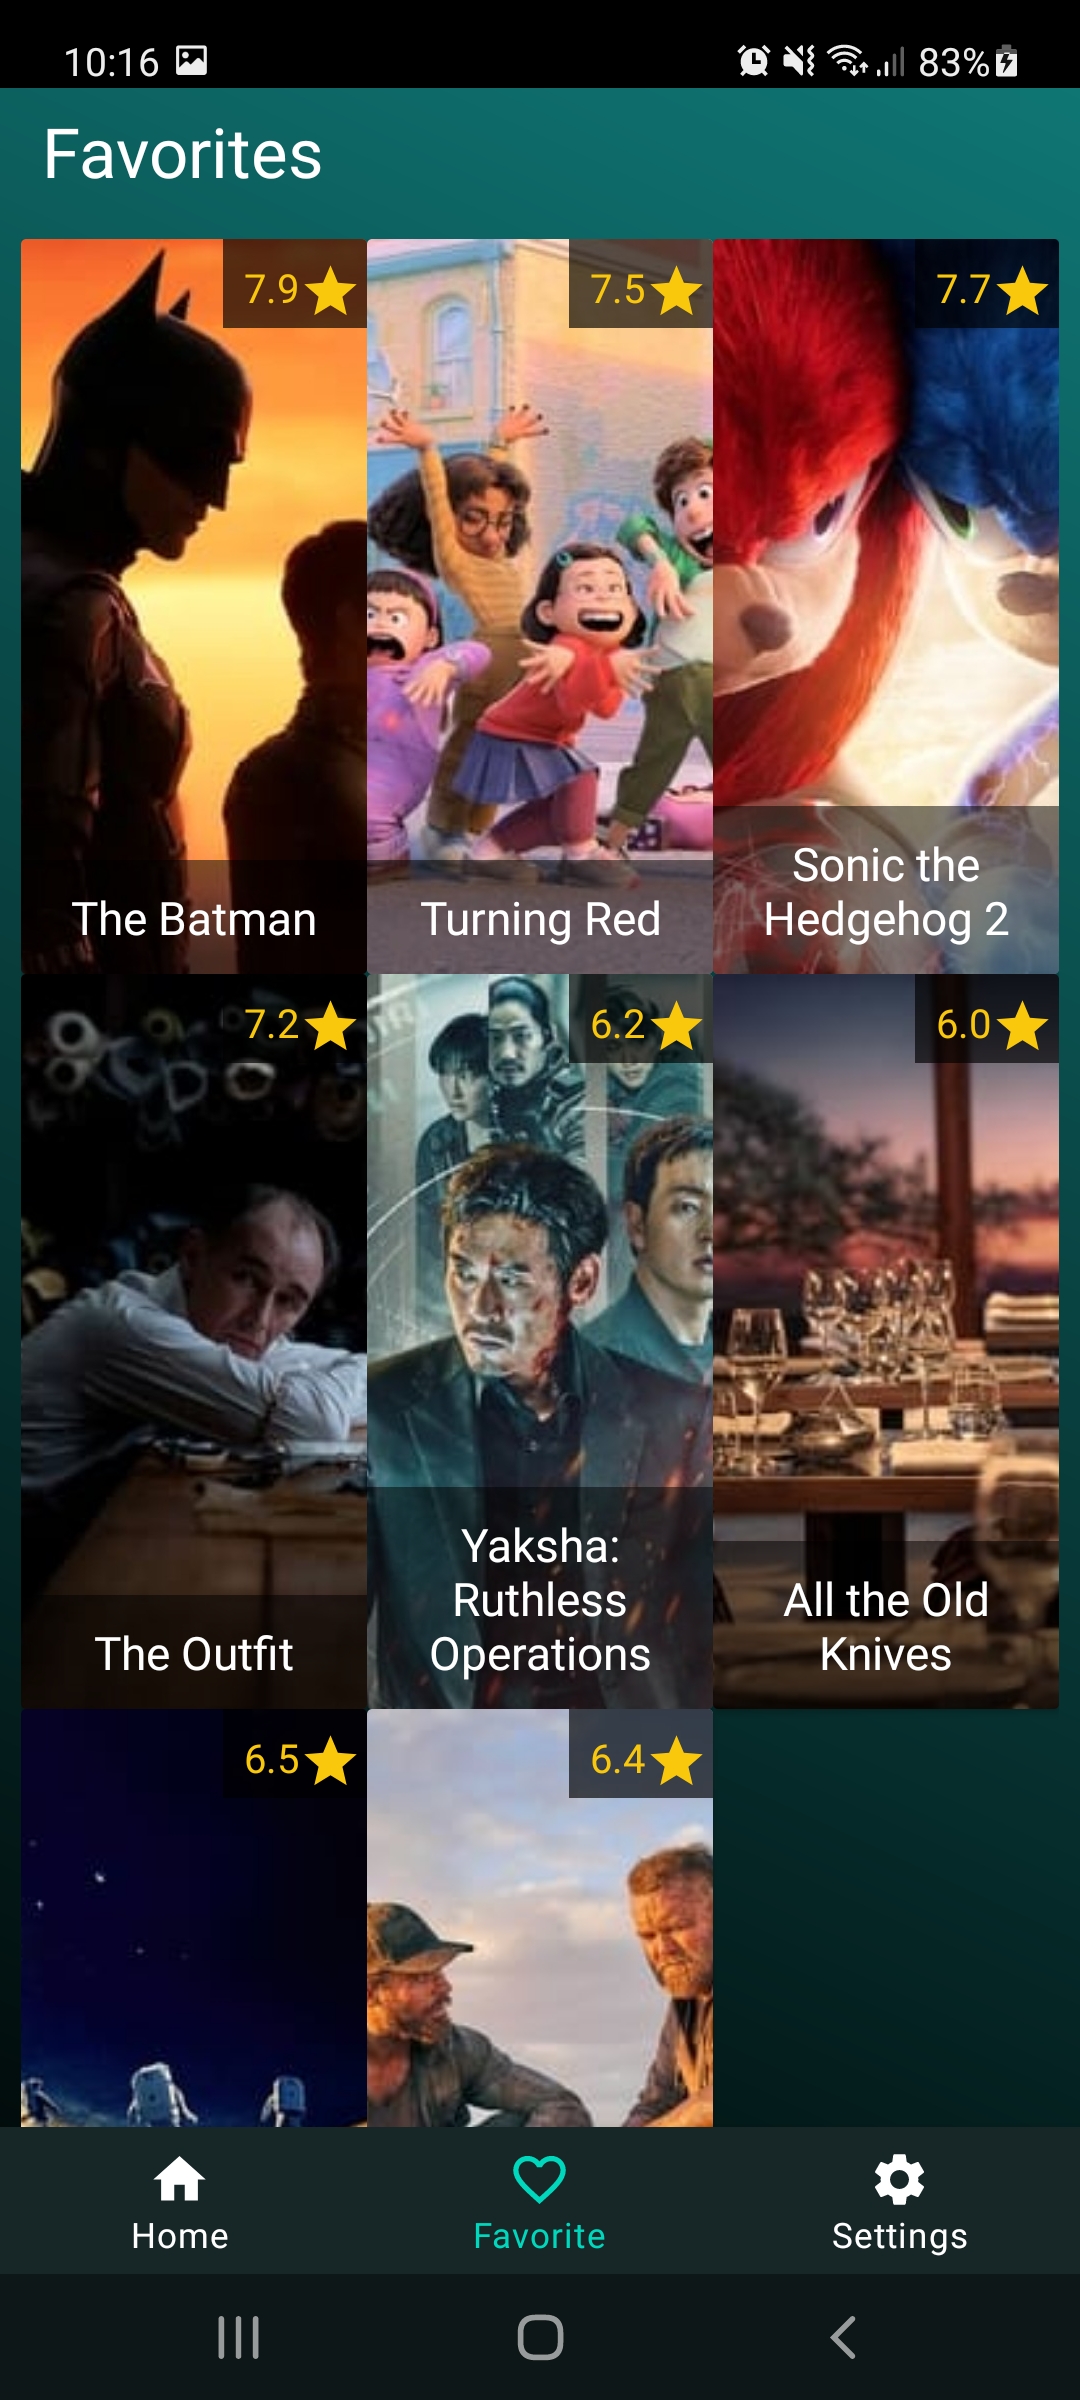 10:16
83%
Favorites
7.9
7.5
7.7
The Batman
Turning Red
Sonic the
Hedgehog 2
7.2
6.2
6.0
The Outfit
Yaksha:
Ruthless
Operations
All the Old
Knives
6.5
6.4
Home
Favorite
Settings